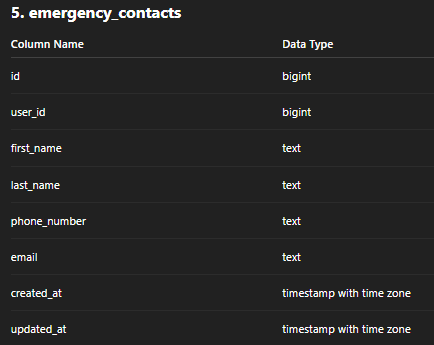 5. emergency_contacts
Column Name Data Type
id bigint
user_id bigint
first_name text
last_name text
phone_number text
email text
created_at timestamp with time zone
updated_at timestamp with time zone